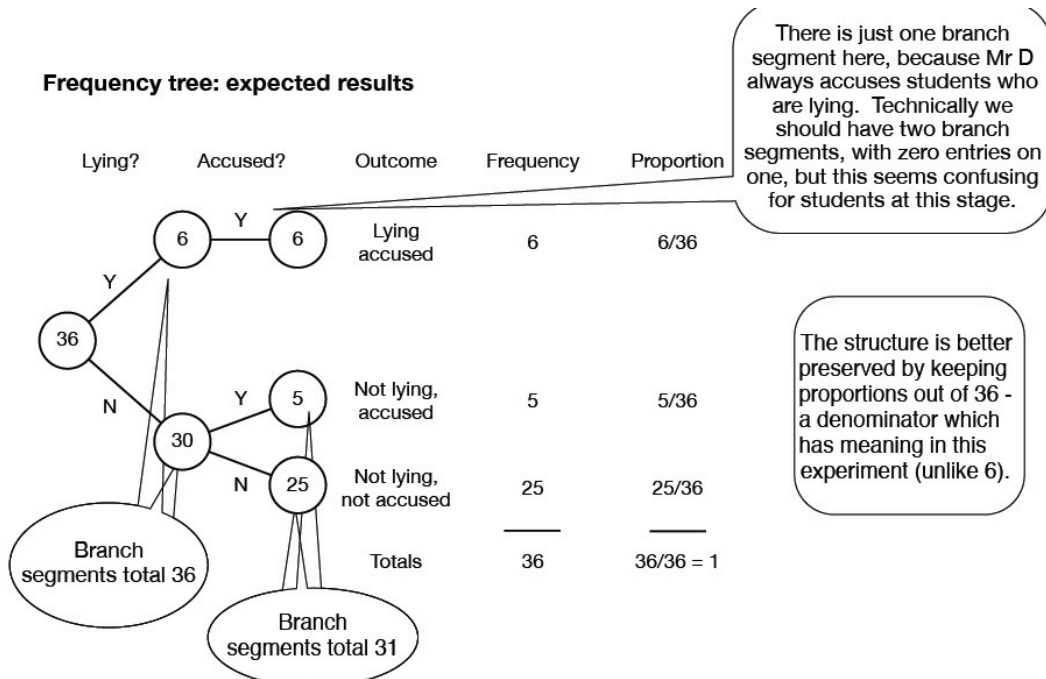 There is just one branch
segment here, because Mr D
always accuses students who
are lying. Technically we
should have two branch
segments, with zero entries on
one, but this seems confusing
for students at this stage.
Frequency tree: expected results
Lying? Accused? Outcome Frequency Proportion
Y
6 6 Lying
accused 6 6/36
Y
36
The structure is better
preserved by keeping
proportions out of 36 -
a denominator which
has meaning in this
experiment (unlike 6).
N
Y 5 Not lying,
accused 5 5/36
30
N 25 Not lying,
not accused 25 25/36
Totals 36 36/36 = 1
Branch
segments total 36
Branch
segments total 31